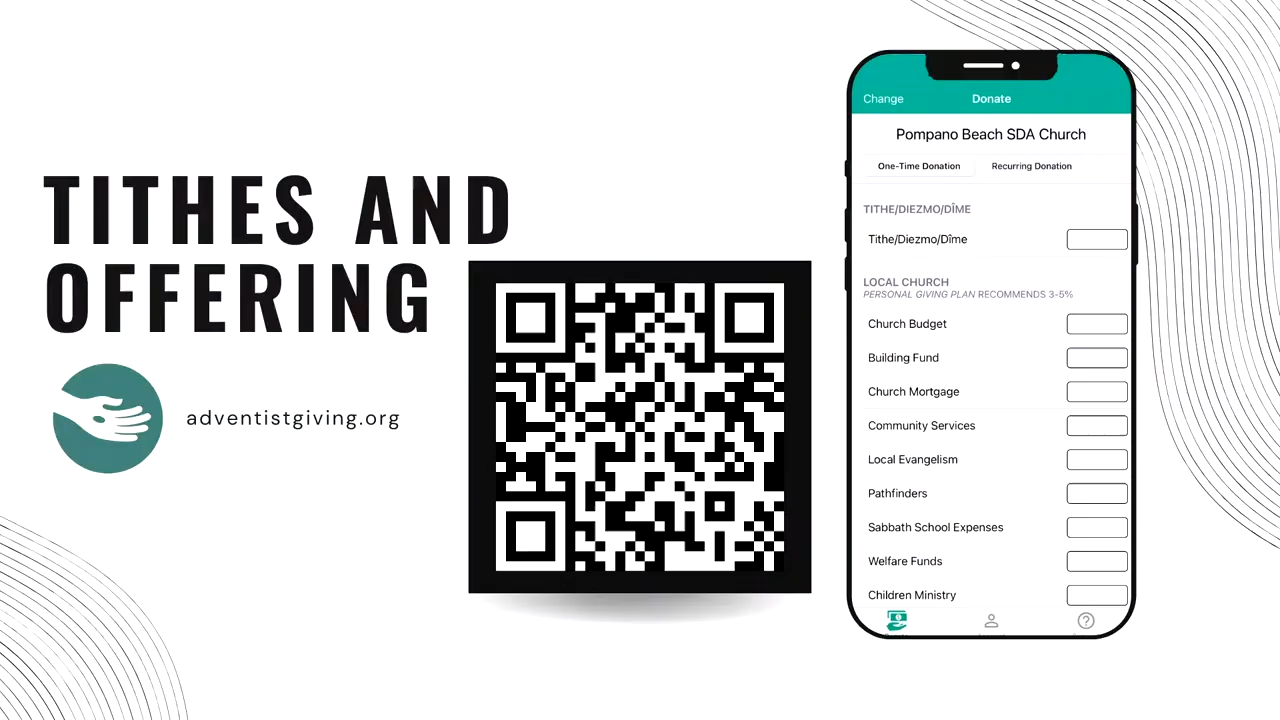 TITHES AND
OFFERING
adventistgiving.org
Change
Donate
Pompano Beach SDA Church
One-Time Donation
Recurring Donation
TITHE/DIEZMO/DÎME
Tithe/Diezmo/Dîme
LOCAL CHURCH
PERSONAL GIVING PLAN RECOMMENDS 3-5%
Church Budget
Building Fund
Church Mortgage
Community Services
Local Evangelism
Pathfinders
Sabbath School Expenses
Welfare Funds
Children Ministry